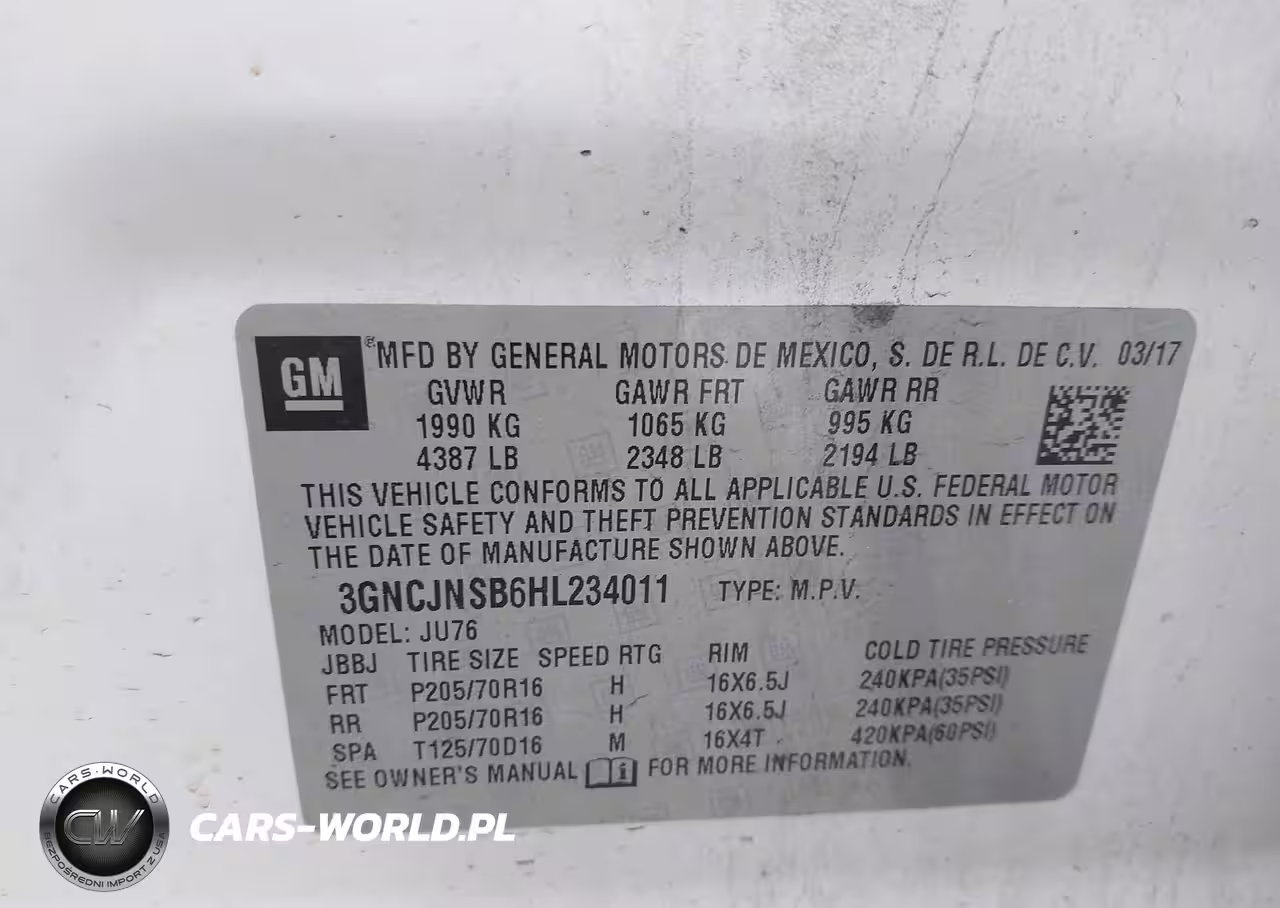 GM
® MFD BY GENERAL MOTORS DE MEXICO, S. DE R.L. DE C.V. 03/17
GVWR GAWR FRT GAWR RR
1990 KG 1065 KG 995 KG
4387 LB 2348 LB 2194 LB
THIS VEHICLE CONFORMS TO ALL APPLICABLE U.S. FEDERAL MOTOR
VEHICLE SAFETY AND THEFT PREVENTION STANDARDS IN EFFECT ON
THE DATE OF MANUFACTURE SHOWN ABOVE.
3GNCJNSB6HL234011 TYPE: M.P.V.
MODEL: JU76
JBBJ TIRE SIZE SPEED RTG RIM COLD TIRE PRESSURE
FRT P205/70R16 H 16X6.5J 240KPA(35PSI)
RR P205/70R16 H 16X6.5J 240KPA(35PSI)
SPA T125/70D16 M 16X4T 420KPA(60PSI)
SEE OWNER'S MANUAL i FOR MORE INFORMATION.
CARS-WORLD
CW
BEZPOŚREDNI IMPORT Z USA
CARS-WORLD.PL